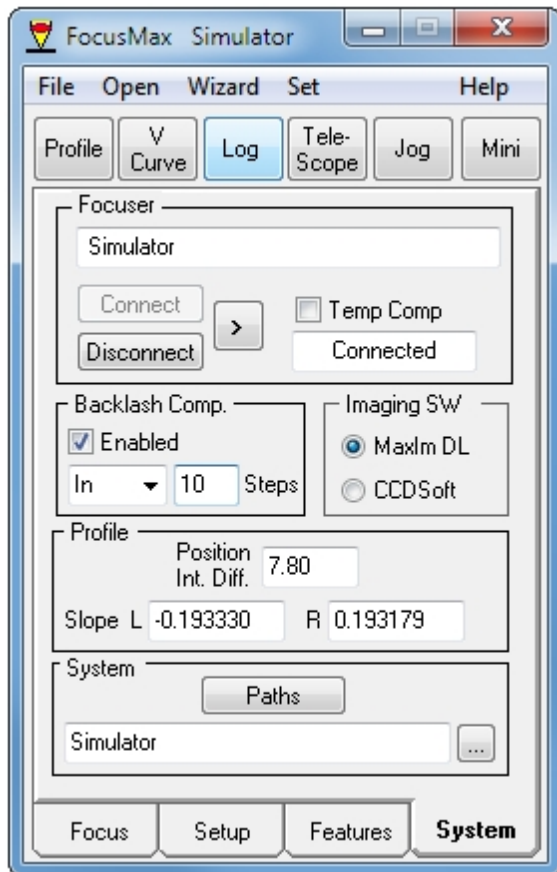 FocusMax Simulator
File Open Wizard Set Help
Profile V Curve Log Tele- Scope Jog Mini
Focuser
Simulator
Connect
>
Temp Comp
Disconnect
Connected
Backlash Comp.
Enabled
In 10 Steps
Imaging SW
MaxIm DL
CCDSoft
Profile
Position
Int. Diff. 7.80
Slope L -0.193330 R 0.193179
System
Paths
Simulator ...
Focus Setup Features System